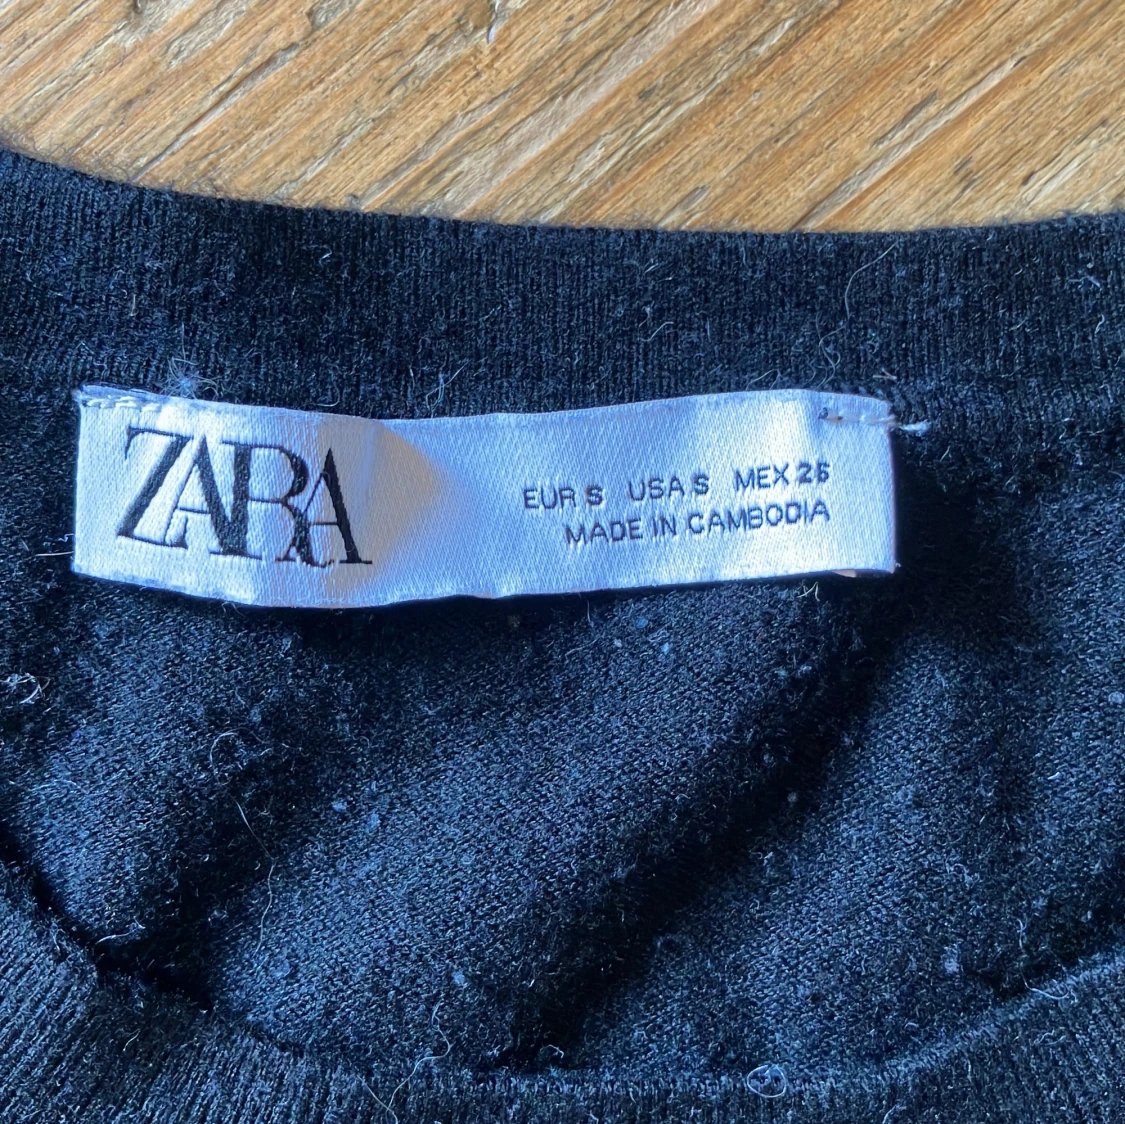 ZARA
EUR S USA S MEX 26
MADE IN CAMBODIA